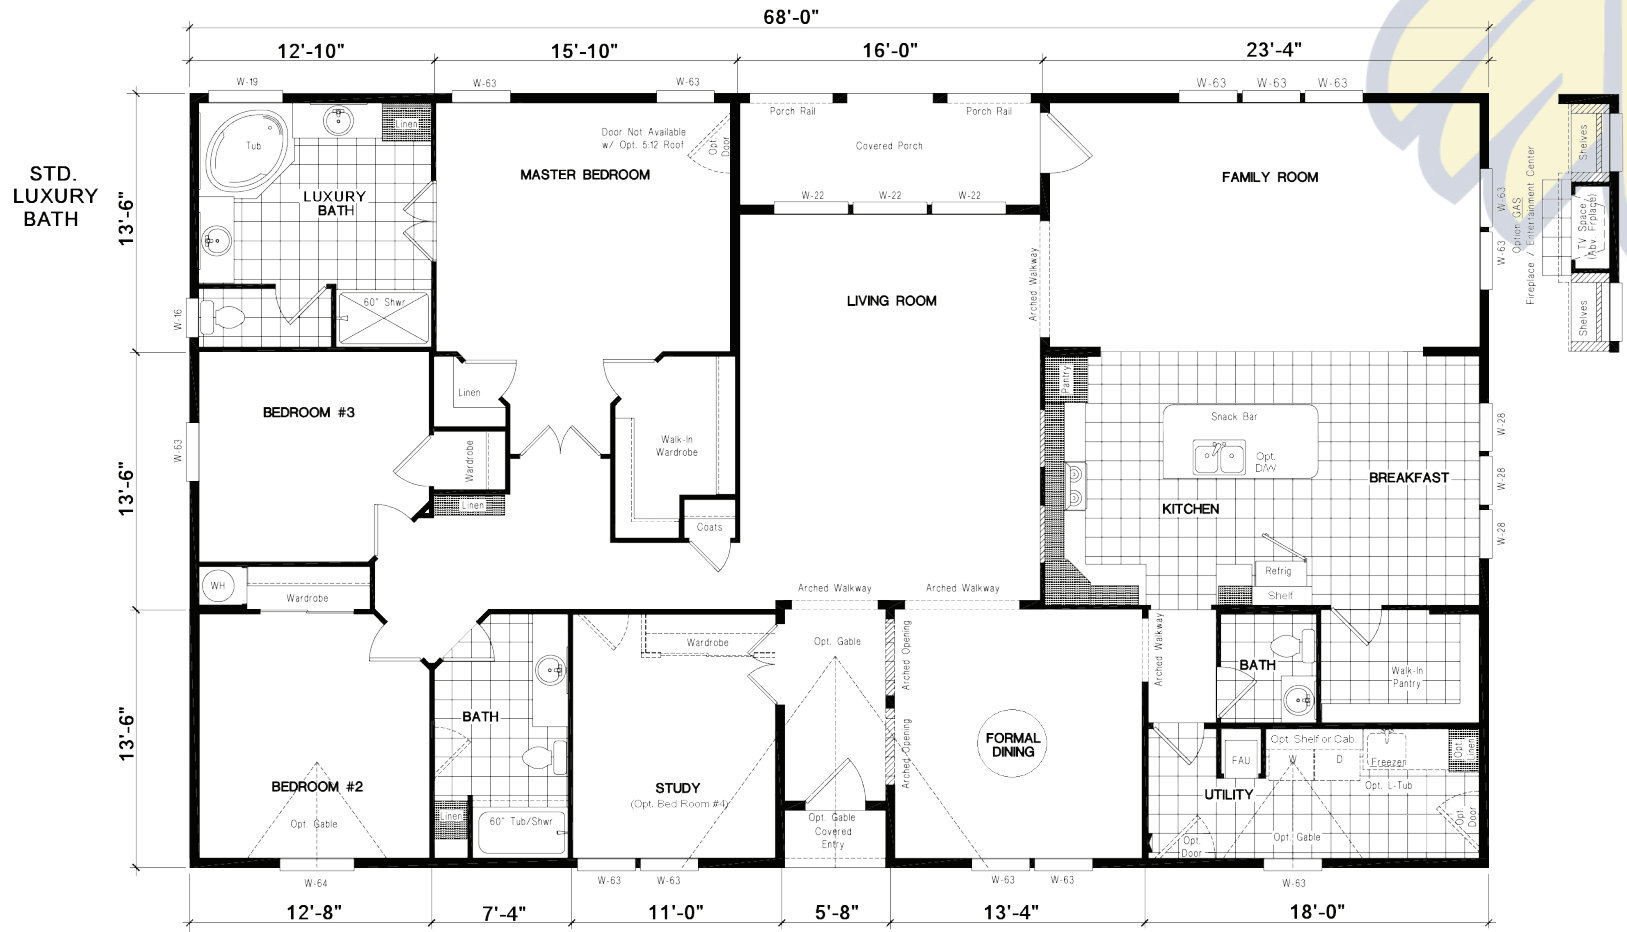 68'-0"
12'-10"
15'-10"
16'-0"
23'-4"
W-19
W-63
W-63
W-63
W-63
W-63
STD.
LUXURY
BATH
13'-6"
13'-6"
13'-6"
Tub
Linen
LUXURY
BATH
60" Shwr
W-16
Door Not Available
w/ Opt. 5:12 Roof
Opt.
Door
MASTER BEDROOM
Porch Rail
Porch Rail
Covered Porch
W-22
W-22
W-22
FAMILY ROOM
W-63
W-63
Option GAS
Fireplace / Entertainment Center
Shelves
TV Space/
(Abv. Frplace)
Shelves
LIVING ROOM
Arched Walkway
BEDROOM #3
W-63
Linen
Wardrobe
Linen
Walk-In
Wardrobe
Coats
Pantry
Snack Bar
Opt.
D/W
BREAKFAST
KITCHEN
W-28
W-28
W-28
Refrig
Shelf
WH
Wardrobe
Arched Walkway
Arched Walkway
Wardrobe
Opt. Gable
Arched Opening
Arched Opening
Arched Walkway
BATH
Walk-In
Pantry
BATH
FORMAL
DINING
BEDROOM #2
Opt. Gable
Linen
60" Tub/Shwr
STUDY
(Opt. Bed Room #4)
Opt. Gable
Covered
Entry
FAU
Opt. Shelf or Cab.
W
D
Freezer
Opt. L-Tub
Opt.
Linen
UTILITY
Opt.
Door
Opt. Gable
Opt.
Door
W-64
W-63
W-63
W-63
W-63
W-63
12'-8"
7'-4"
11'-0"
5'-8"
13'-4"
18'-0"